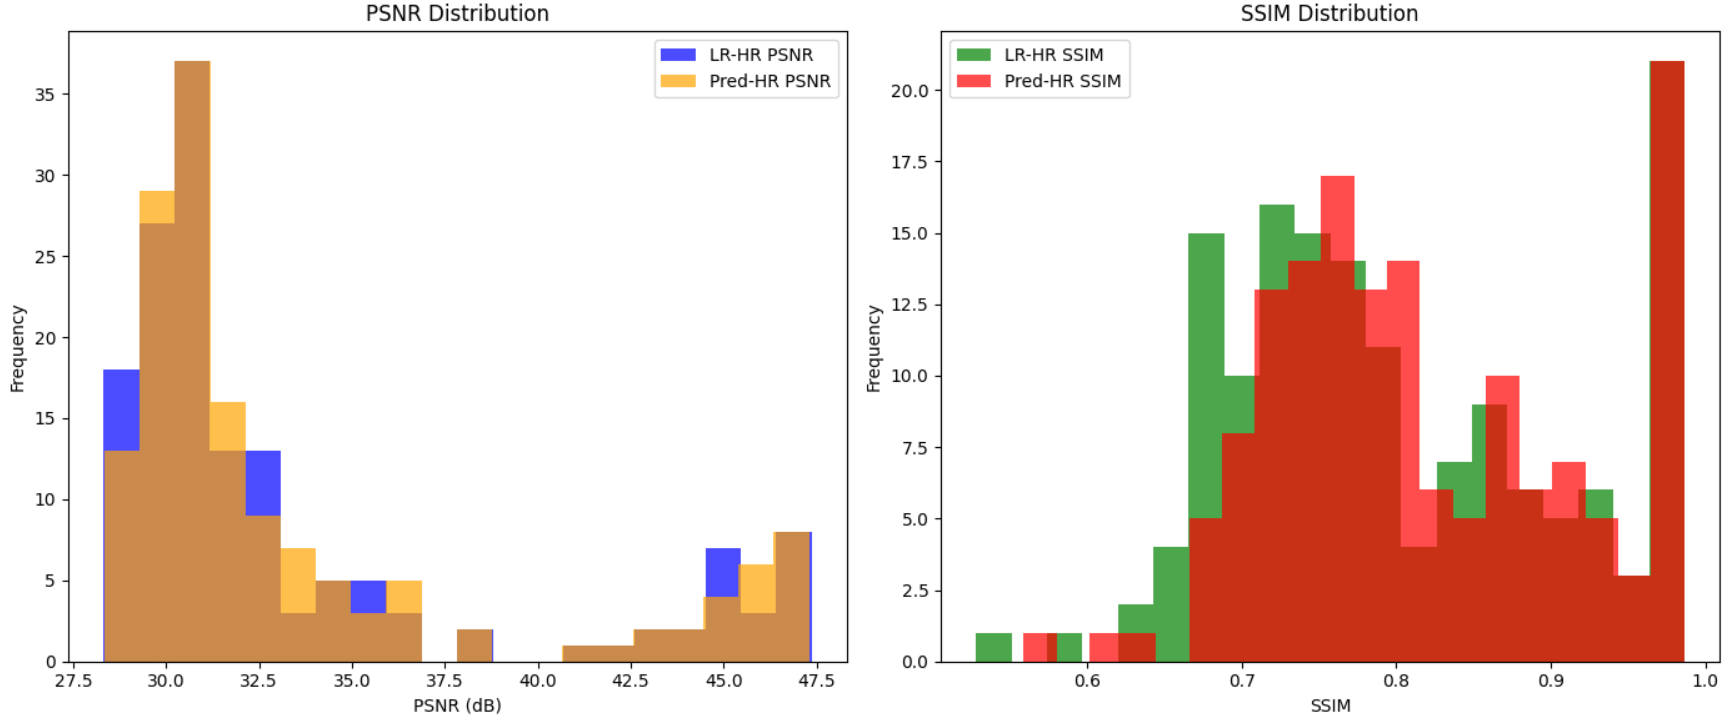 PSNR Distribution
LR-HR PSNR
Pred-HR PSNR
Frequency
35
30
25
20
15
10
5
0
27.5 30.0 32.5 35.0 37.5 40.0 42.5 45.0 47.5
PSNR (dB)
SSIM Distribution
LR-HR SSIM
Pred-HR SSIM
Frequency
20.0
17.5
15.0
12.5
10.0
7.5
5.0
2.5
0.0
0.6 0.7 0.8 0.9 1.0
SSIM